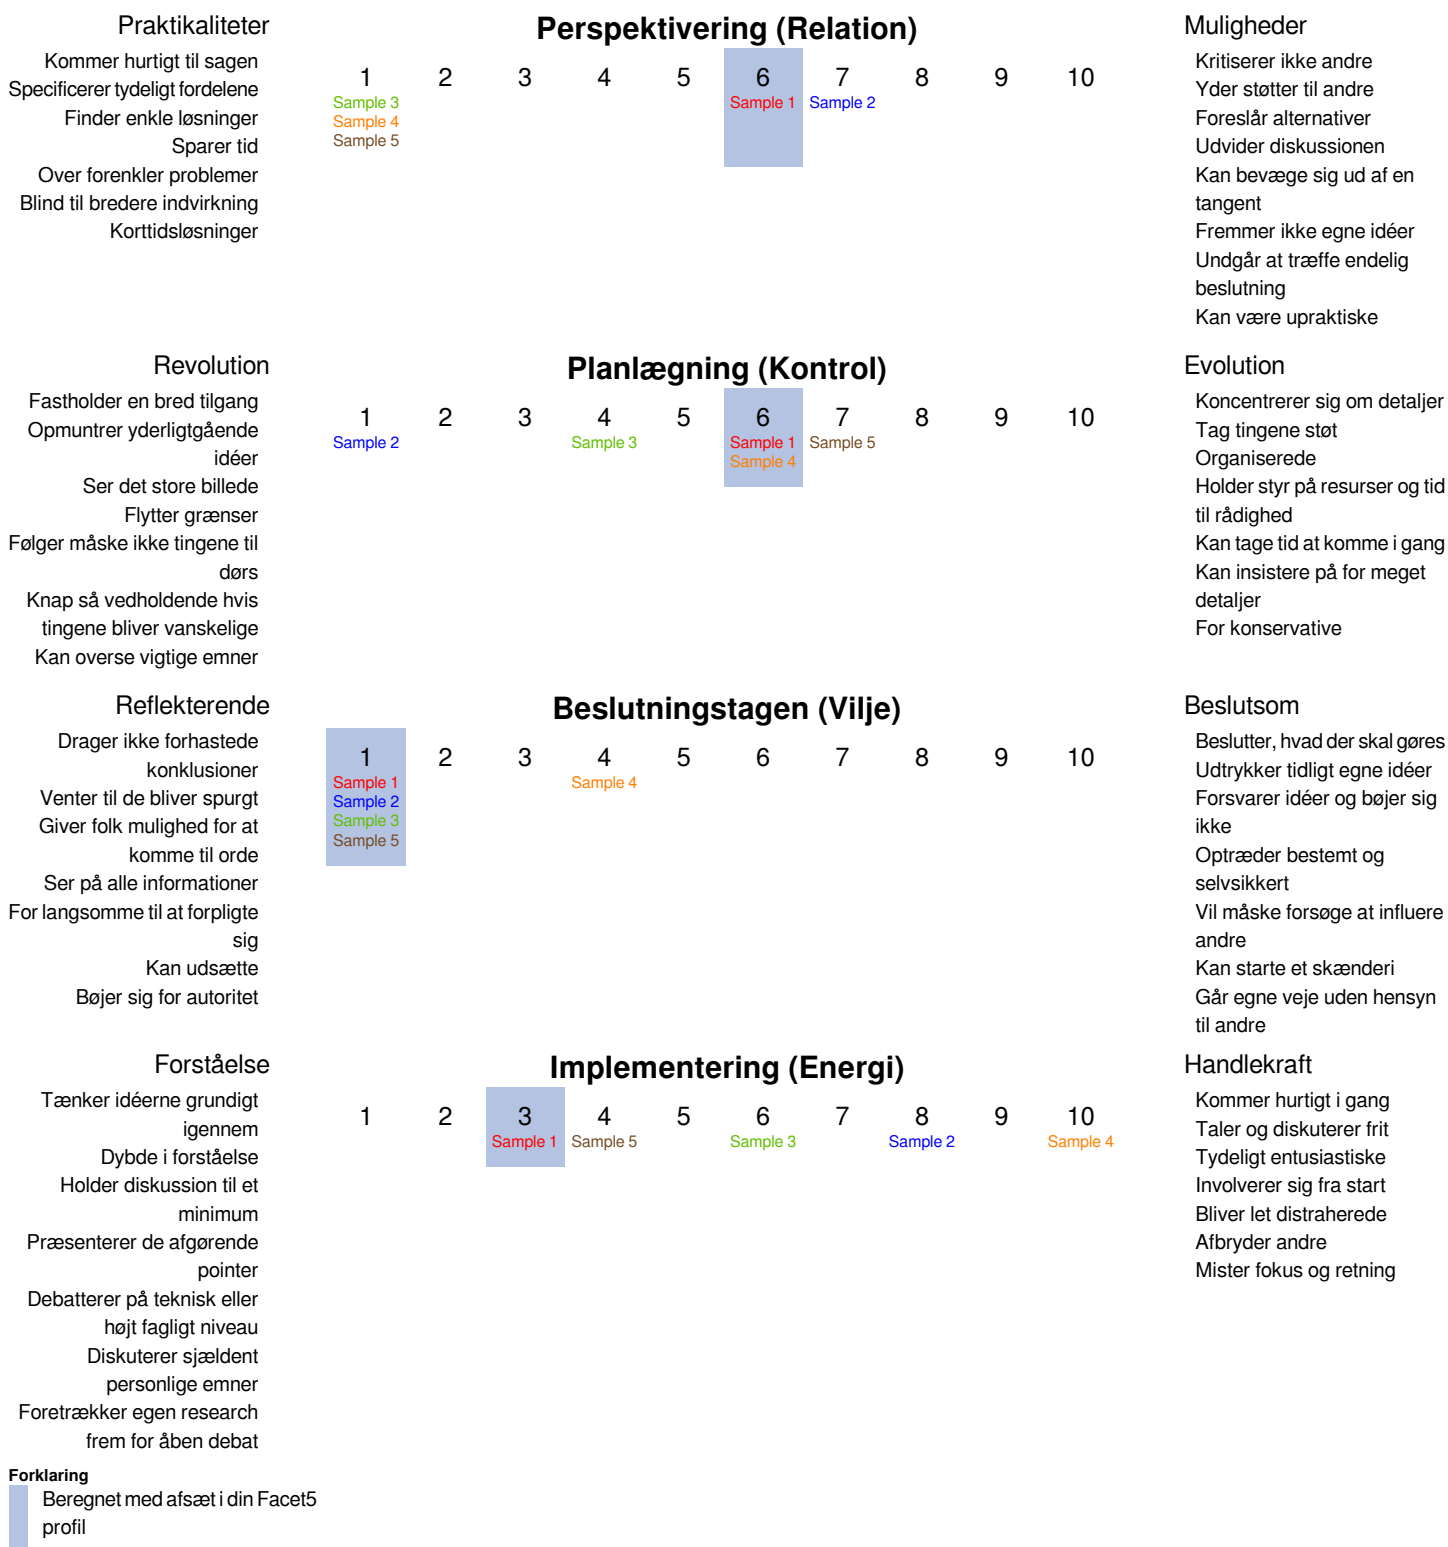 Praktikaliteter
Kommer hurtigt til sagen
Specificerer tydeligt fordelene
Finder enkle løsninger
Sparer tid
Over forenkler problemer
Blind til bredere indvirkning
Korttidsløsninger
Perspektivering (Relation)
1 2 3 4 5 6 7 8 9 10
Sample 3 Sample 1 Sample 2
Sample 4
Sample 5
Muligheder
Kritiserer ikke andre
Yder støtter til andre
Foreslår alternativer
Udvider diskussionen
Kan bevæge sig ud af en
tangent
Fremmer ikke egne idéer
Undgår at træffe endelig
beslutning
Kan være upraktiske
Revolution
Fastholder en bred tilgang
Opmuntrer yderligtgående
idéer
Ser det store billede
Flytter grænser
Følger måske ikke tingene til
dørs
Knap så vedholdende hvis
tingene bliver vanskelige
Kan overse vigtige emner
Planlægning (Kontrol)
1 2 3 4 5 6 7 8 9 10
Sample 2 Sample 3 Sample 1 Sample 5
Sample 4
Evolution
Koncentrerer sig om detaljer
Tag tingene støt
Organiserede
Holder styr på resurser og tid
til rådighed
Kan tage tid at komme i gang
Kan insistere på for meget
detaljer
For konservative
Reflekterende
Drager ikke forhastede
konklusioner
Venter til de bliver spurgt
Giver folk mulighed for at
komme til orde
Ser på alle informationer
For langsomme til at forpligte
sig
Kan udsætte
Bøjer sig for autoritet
Beslutningstagen (Vilje)
1 2 3 4 5 6 7 8 9 10
Sample 1 Sample 4
Sample 2
Sample 3
Sample 5
Beslutsom
Beslutter, hvad der skal gøres
Udtrykker tidligt egne idéer
Forsvarer idéer og bøjer sig
ikke
Optræder bestemt og
selvsikkert
Vil måske forsøge at influere
andre
Kan starte et skænderi
Går egne veje uden hensyn
til andre
Forståelse
Tænker idéerne grundigt
igennem
Dybde i forståelse
Holder diskussion til et
minimum
Præsenterer de afgørende
pointer
Debatterer på teknisk eller
højt fagligt niveau
Diskuterer sjældent
personlige emner
Foretrækker egen research
frem for åben debat
Implementering (Energi)
1 2 3 4 5 6 7 8 9 10
Sample 1 Sample 5 Sample 3 Sample 2 Sample 4
Handlekraft
Kommer hurtigt i gang
Taler og diskuterer frit
Tydeligt entusiastiske
Involverer sig fra start
Bliver let distraherede
Afbryder andre
Mister fokus og retning
Forklaring
Beregnet med afsæt i din Facet5
profil